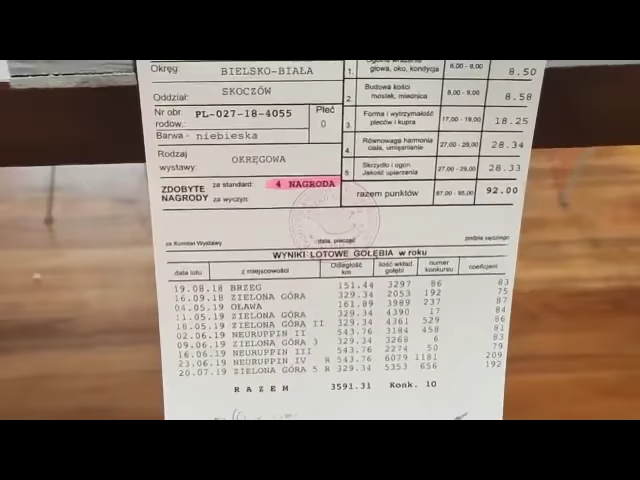 Okręg: BIELSKO-BIAŁA
Oddział: SKOCZÓW
Nr obr. rodow.: PL-027-18-4055 Płeć 0
Barwa - niebieska
Rodzaj wystawy: OKRĘGOWA
ZDOBYTE NAGRODY za standard: 4 NAGRODA
za wyczyn:
1. głowa, oko, kondycja 8,00 - 9,00 8.50
2. Budowa kości mostek, miednica 8,00 - 9,00 8.58
3. Forma i wytrzymałość pleców i kupra 17,00 - 19,00 18.25
4. Równowaga harmonia ciała, umięśnienie 27,00 - 29,00 28.34
5 Skrzydło i ogon Jakość upierzenia 27,00 - 29,00 28.33
razem punktów 87,00 - 95,00 92.00
za Komitet Wystawy data, pieczęć podpis sędziego
WYNIKI LOTOWE GOŁĘBIA w roku
data lotu z miejscowości Odległość km ilość wkład. gołębi numer konkursu coeficjent
19.08.18 BRZEG 151.44 3297 86 83
16.09.18 ZIELONA GÓRA 329.34 2053 192 75
04.05.19 OŁAWA 161.89 3989 237 87
11.05.19 ZIELONA GÓRA 329.34 4390 17 84
18.05.19 ZIELONA GÓRA II 329.34 4361 529 86
02.06.19 NEURUPPIN II 543.76 3184 458 81
09.06.19 ZIELONA GÓRA 3 329.34 3268 6 83
16.06.19 NEURUPPIN III 543.76 2274 50 79
23.06.19 NEURUPPIN IV R 543.76 6079 1181 209
20.07.19 ZIELONA GÓRA 5 R 329.34 5353 656 192
RAZEM 3591.31 Konk. 10